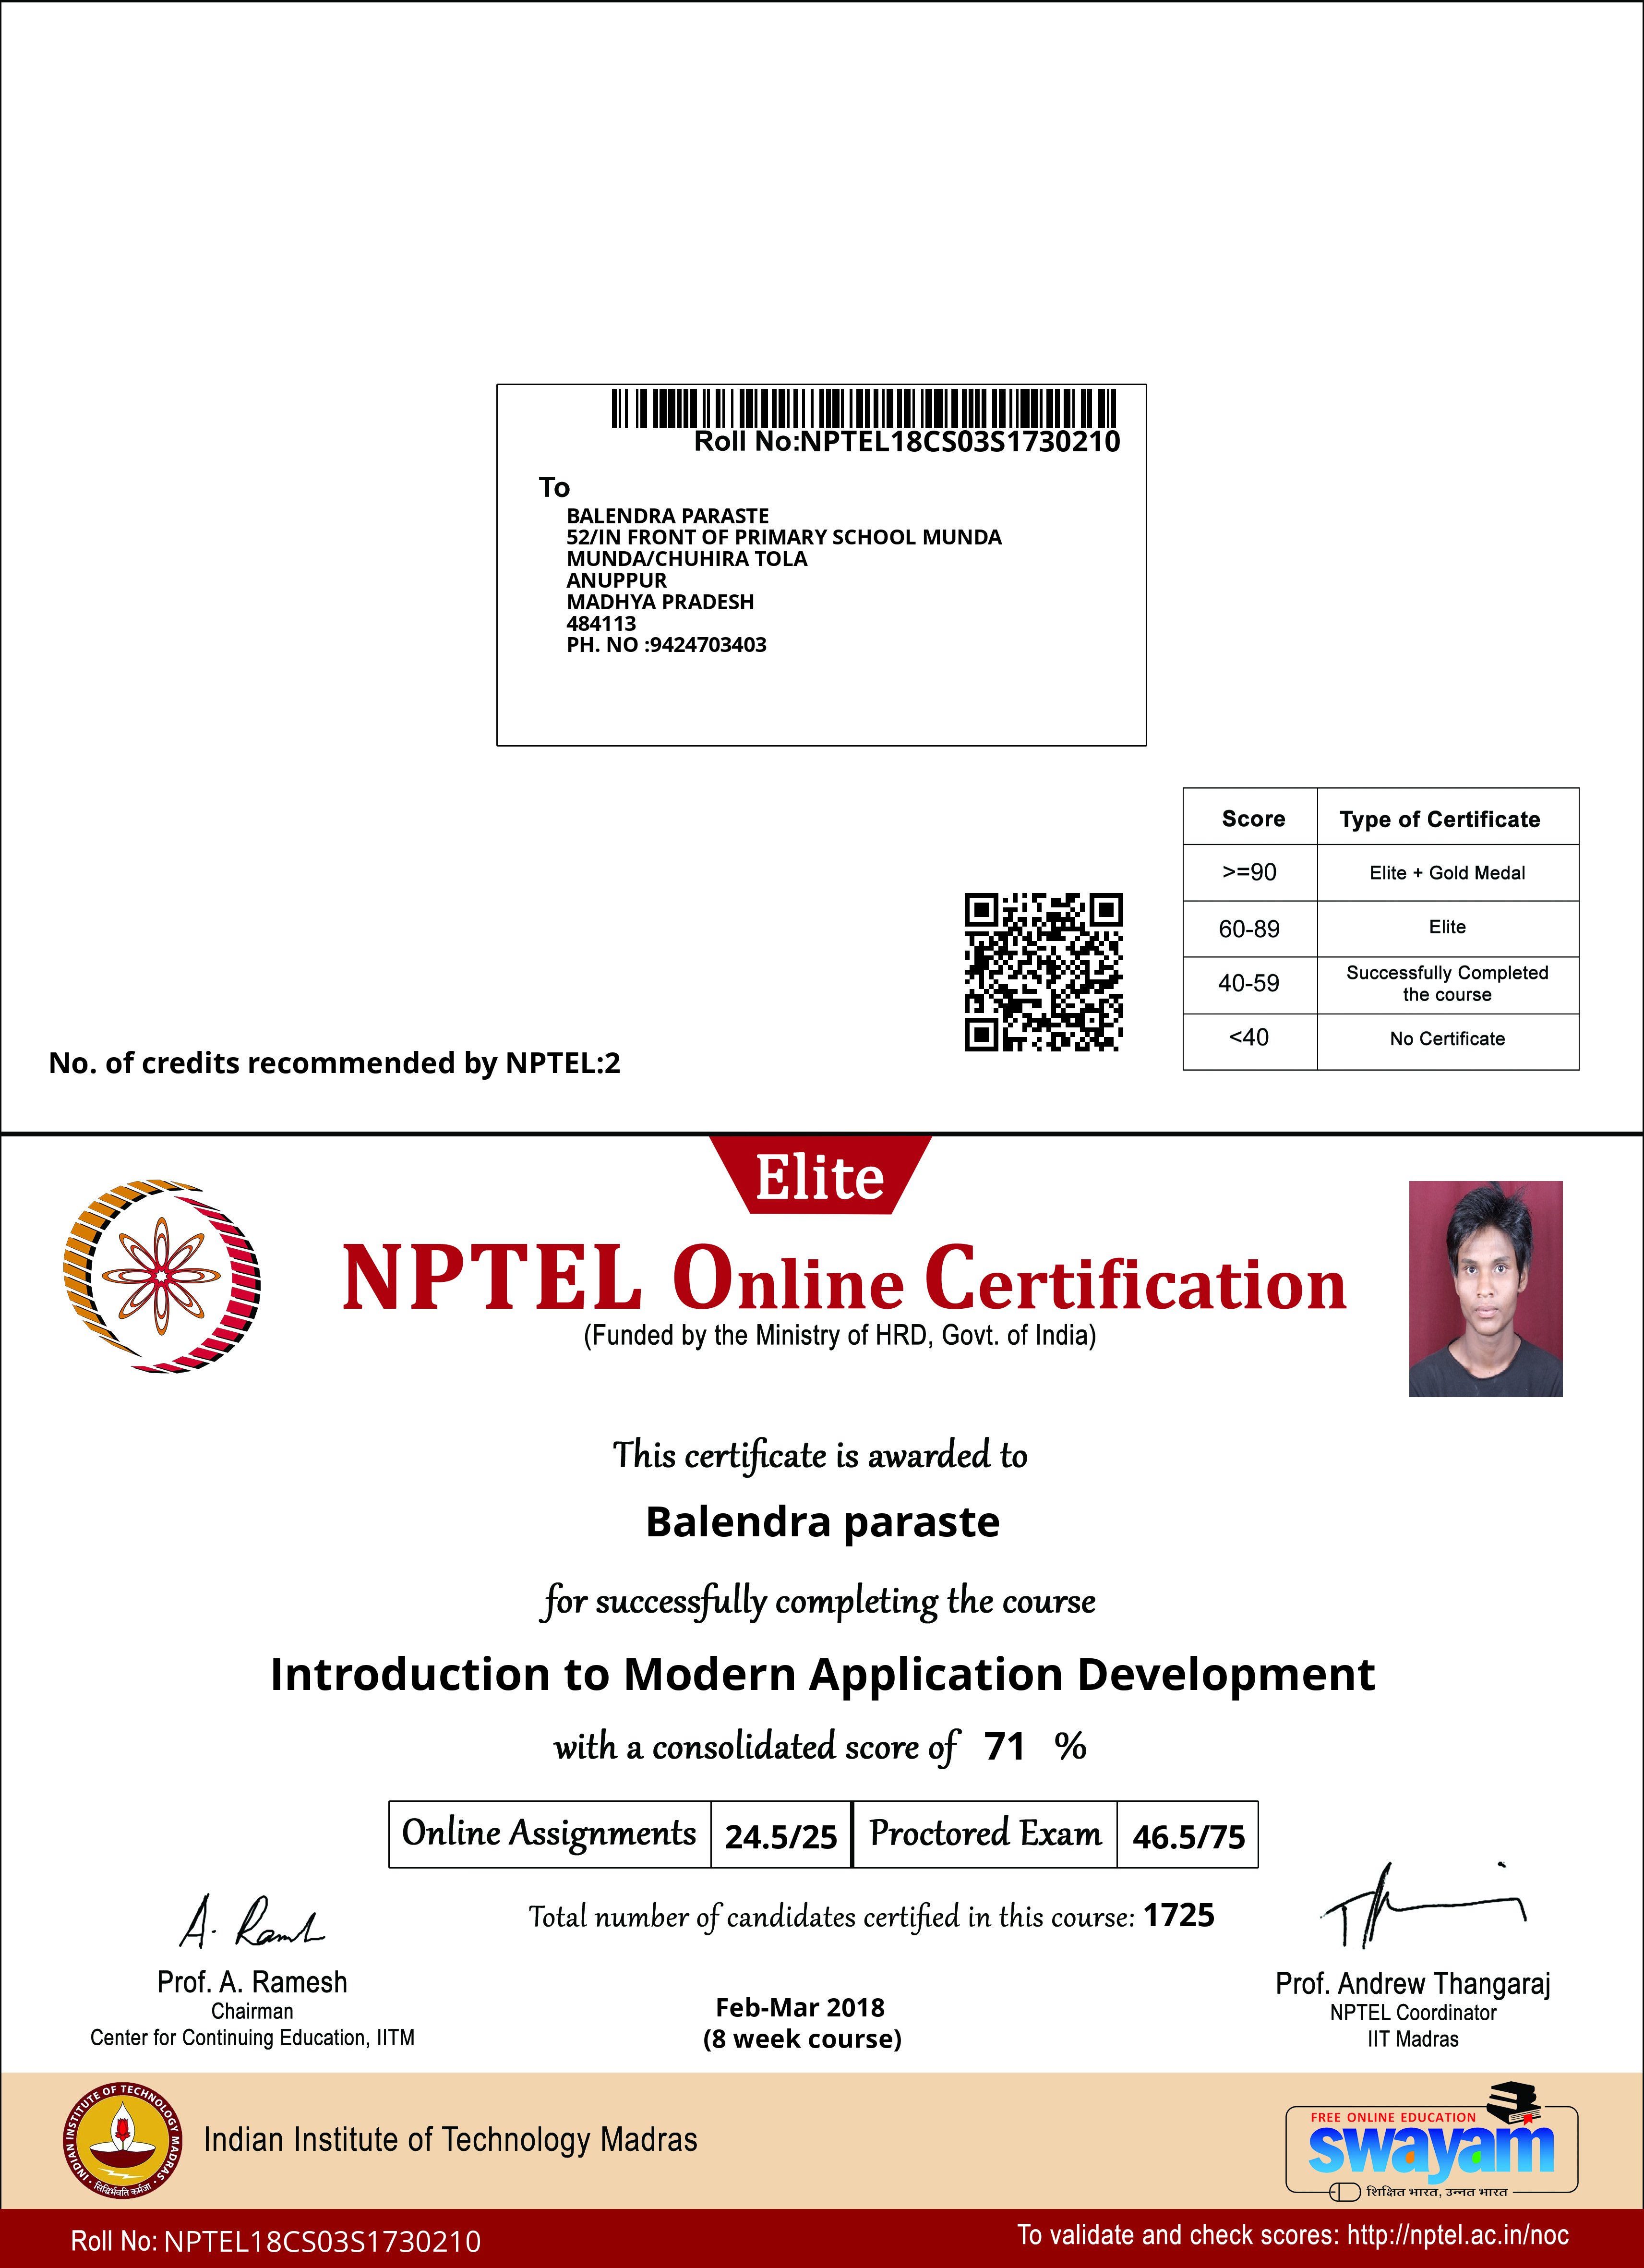 Roll No:NPTEL18CS03S1730210
To
BALENDRA PARASTE
52/IN FRONT OF PRIMARY SCHOOL MUNDA
MUNDA/CHUHIRA TOLA
ANUPPUR
MADHYA PRADESH
484113
PH. NO :9424703403
Score Type of Certificate
>=90 Elite + Gold Medal
60-89 Elite
40-59 Successfully Completed
the course
<40 No Certificate
No. of credits recommended by NPTEL:2
Elite
NPTEL Online Certification
(Funded by the Ministry of HRD, Govt. of India)
This certificate is awarded to
Balendra paraste
for successfully completing the course
Introduction to Modern Application Development
with a consolidated score of 71 %
Online Assignments 24.5/25 Proctored Exam 46.5/75
Total number of candidates certified in this course: 1725
A. Ramesh
Prof. A. Ramesh
Chairman
Center for Continuing Education, IITM
Feb-Mar 2018
(8 week course)
Prof. Andrew Thangaraj
NPTEL Coordinator
IIT Madras
INDIAN INSTITUTE OF TECHNOLOGY MADRAS
सिद्धिर्भवति कर्मजा
Indian Institute of Technology Madras
FREE ONLINE EDUCATION
swayam
शिक्षित भारत, उन्नत भारत
Roll No: NPTEL18CS03S1730210
To validate and check scores: http://nptel.ac.in/noc